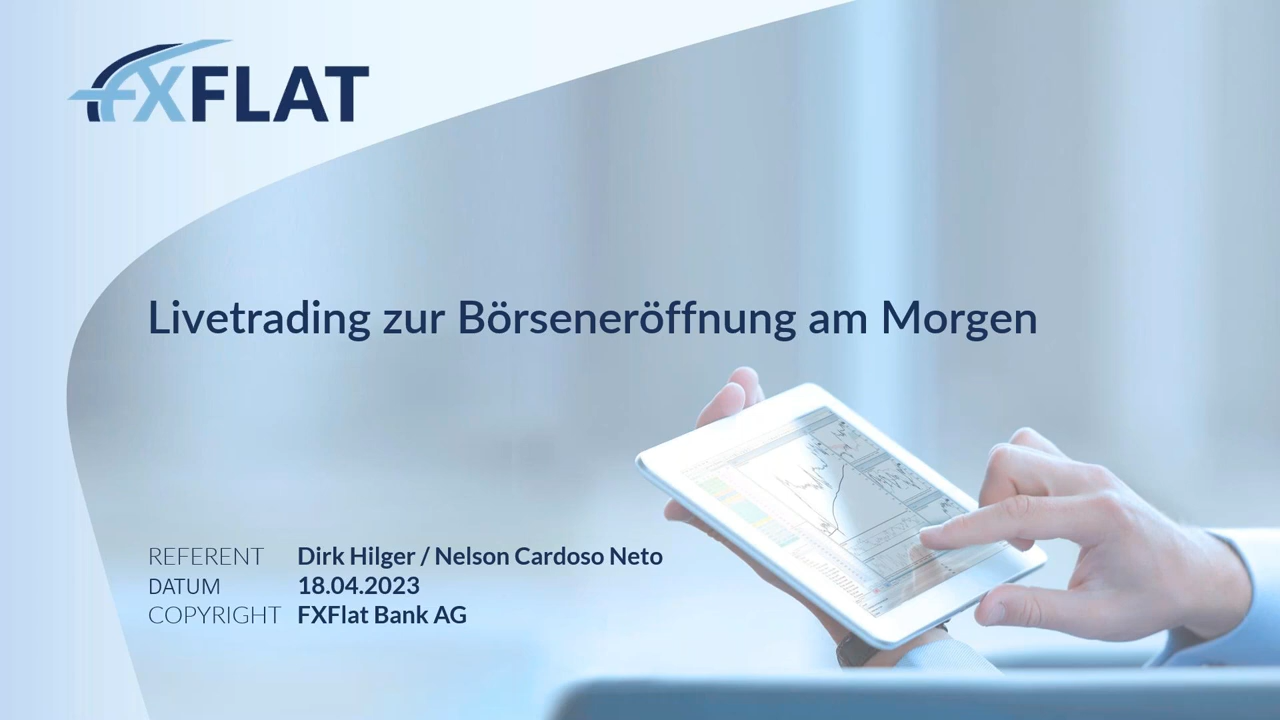 FXFLAT
Livetrading zur Börseneröffnung am Morgen
REFERENT Dirk Hilger / Nelson Cardoso Neto
DATUM 18.04.2023
COPYRIGHT FXFlat Bank AG